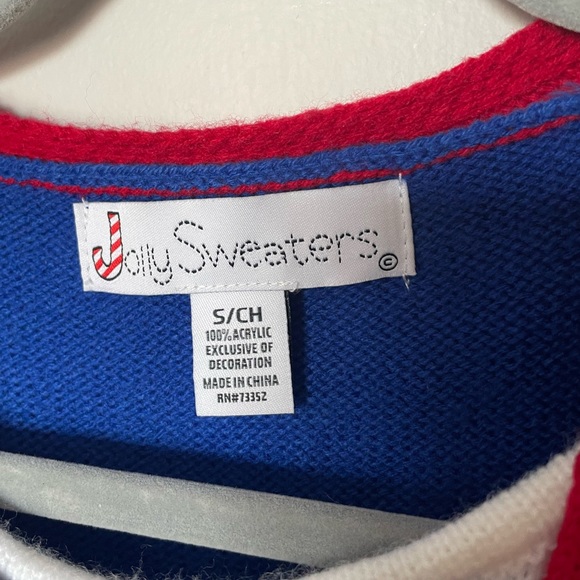 Jolly Sweaters ©
S/CH
100% ACRYLIC
EXCLUSIVE OF
DECORATION
MADE IN CHINA
RN#73352